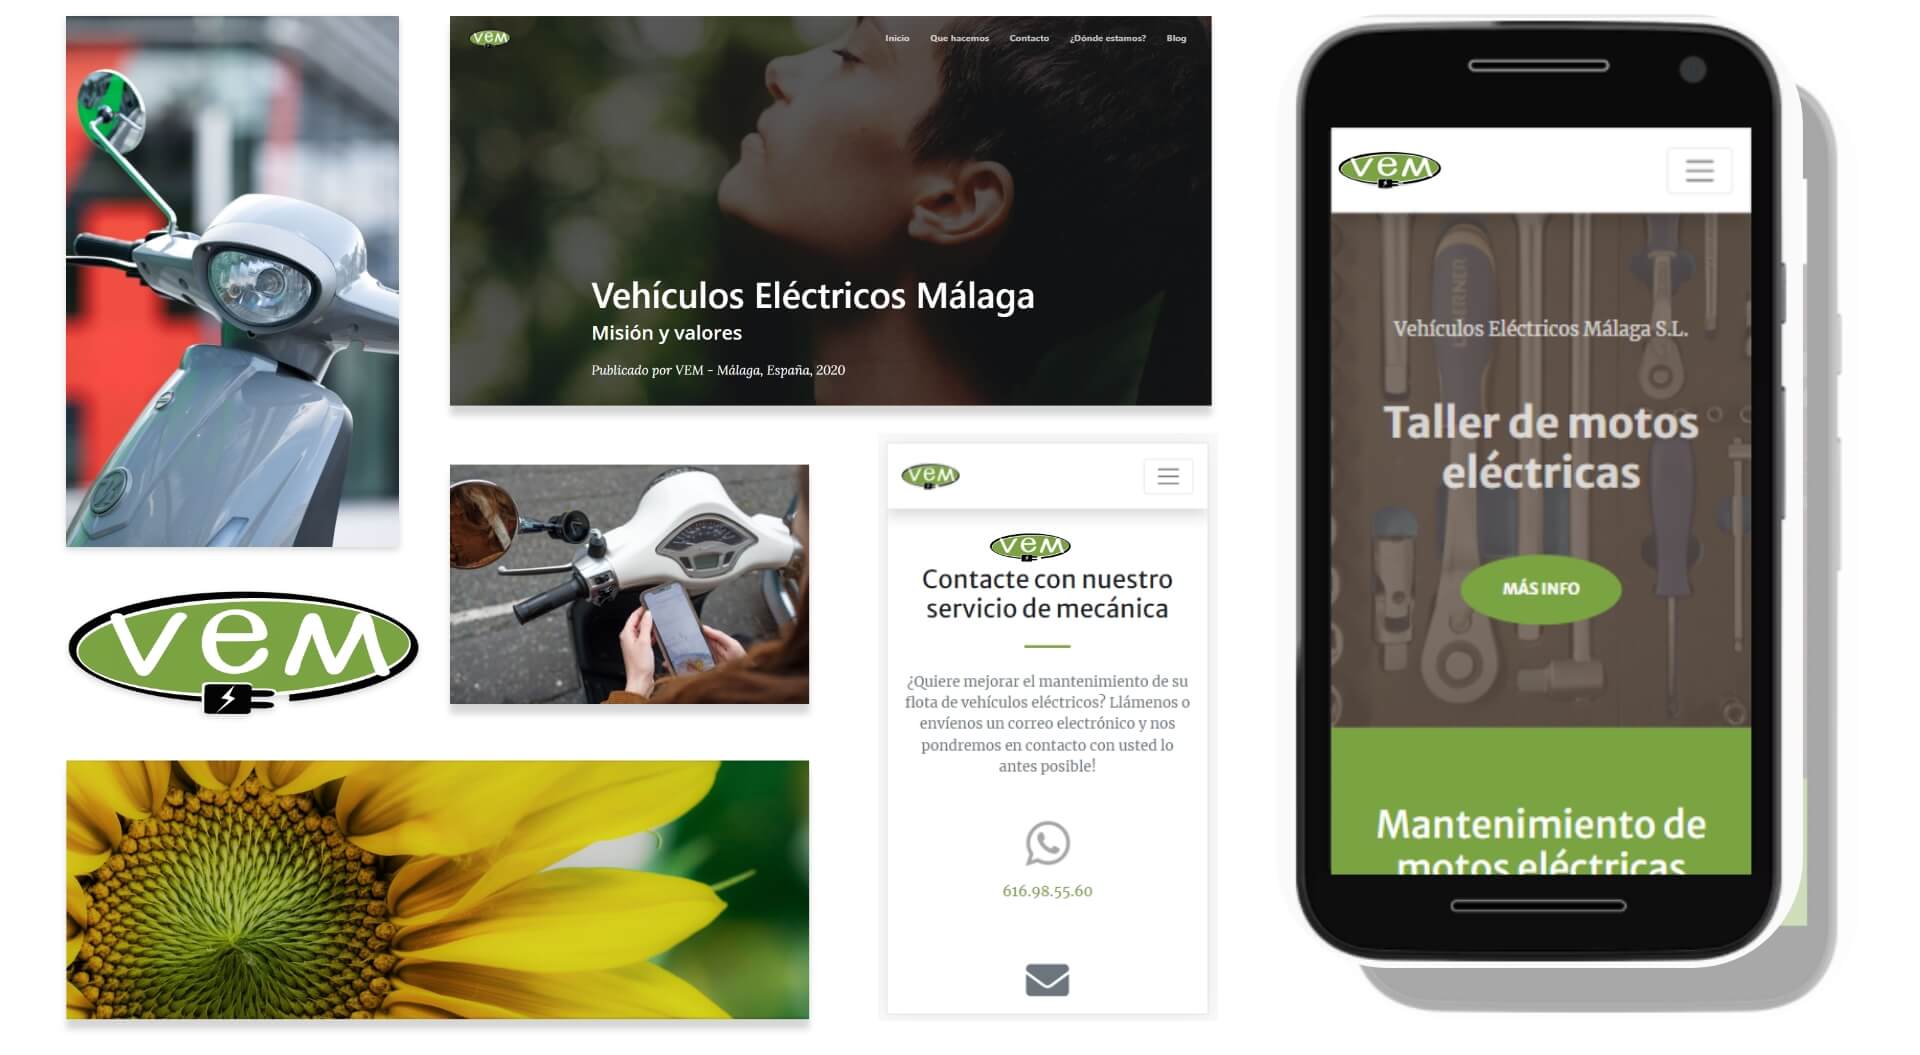 vem
Inicio Que hacemos Contacto ¿Dónde estamos? Blog
Vehículos Eléctricos Málaga
Misión y valores
Publicado por VEM - Málaga, España, 2020
vem
vem
vem
Contacte con nuestro
servicio de mecánica
¿Quiere mejorar el mantenimiento de su
flota de vehículos eléctricos? Llámenos o
envíenos un correo electrónico y nos
pondremos en contacto con usted lo
antes posible!
616.98.55.60
vem
Vehículos Eléctricos Málaga S.L.
Taller de motos
eléctricas
MÁS INFO
Mantenimiento de
motos eléctricas